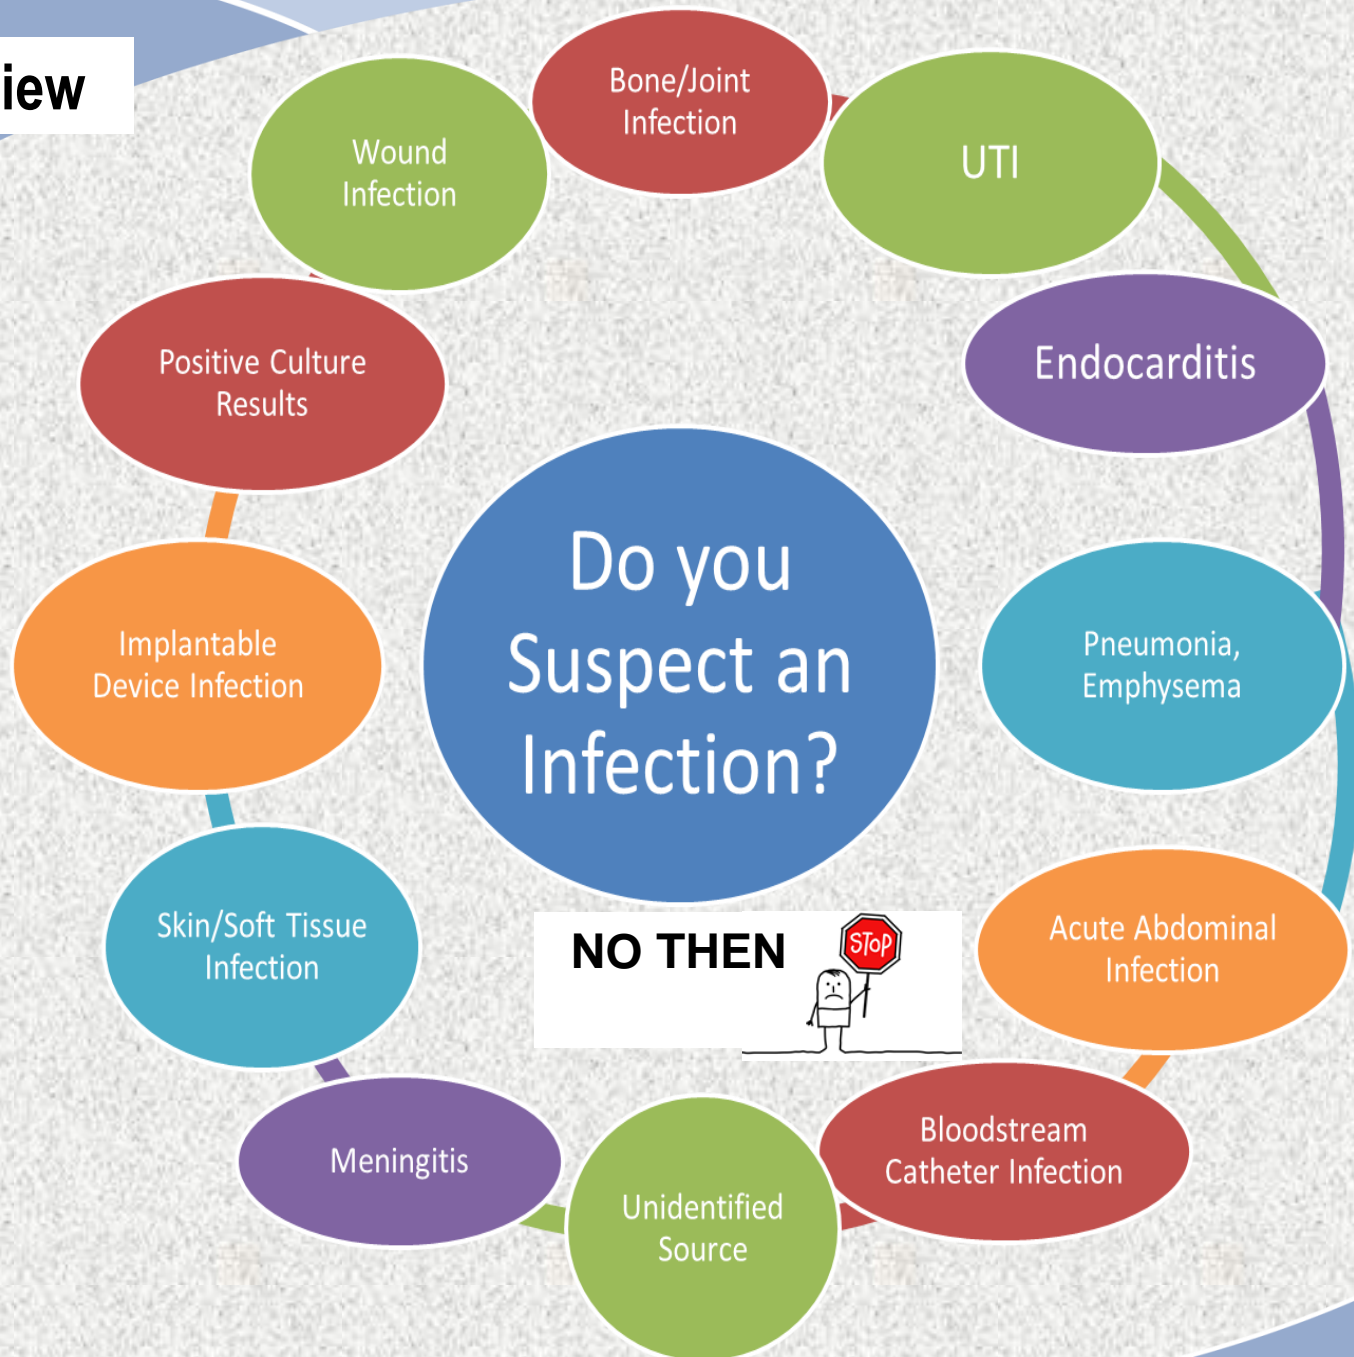 iew
Bone/Joint
Infection
UTI
Endocarditis
Pneumonia,
Emphysema
Acute Abdominal
Infection
Bloodstream
Catheter Infection
Unidentified
Source
Meningitis
Skin/Soft Tissue
Infection
Implantable
Device Infection
Positive Culture
Results
Wound
Infection
Do you
Suspect an
Infection?
NO THEN
STOP